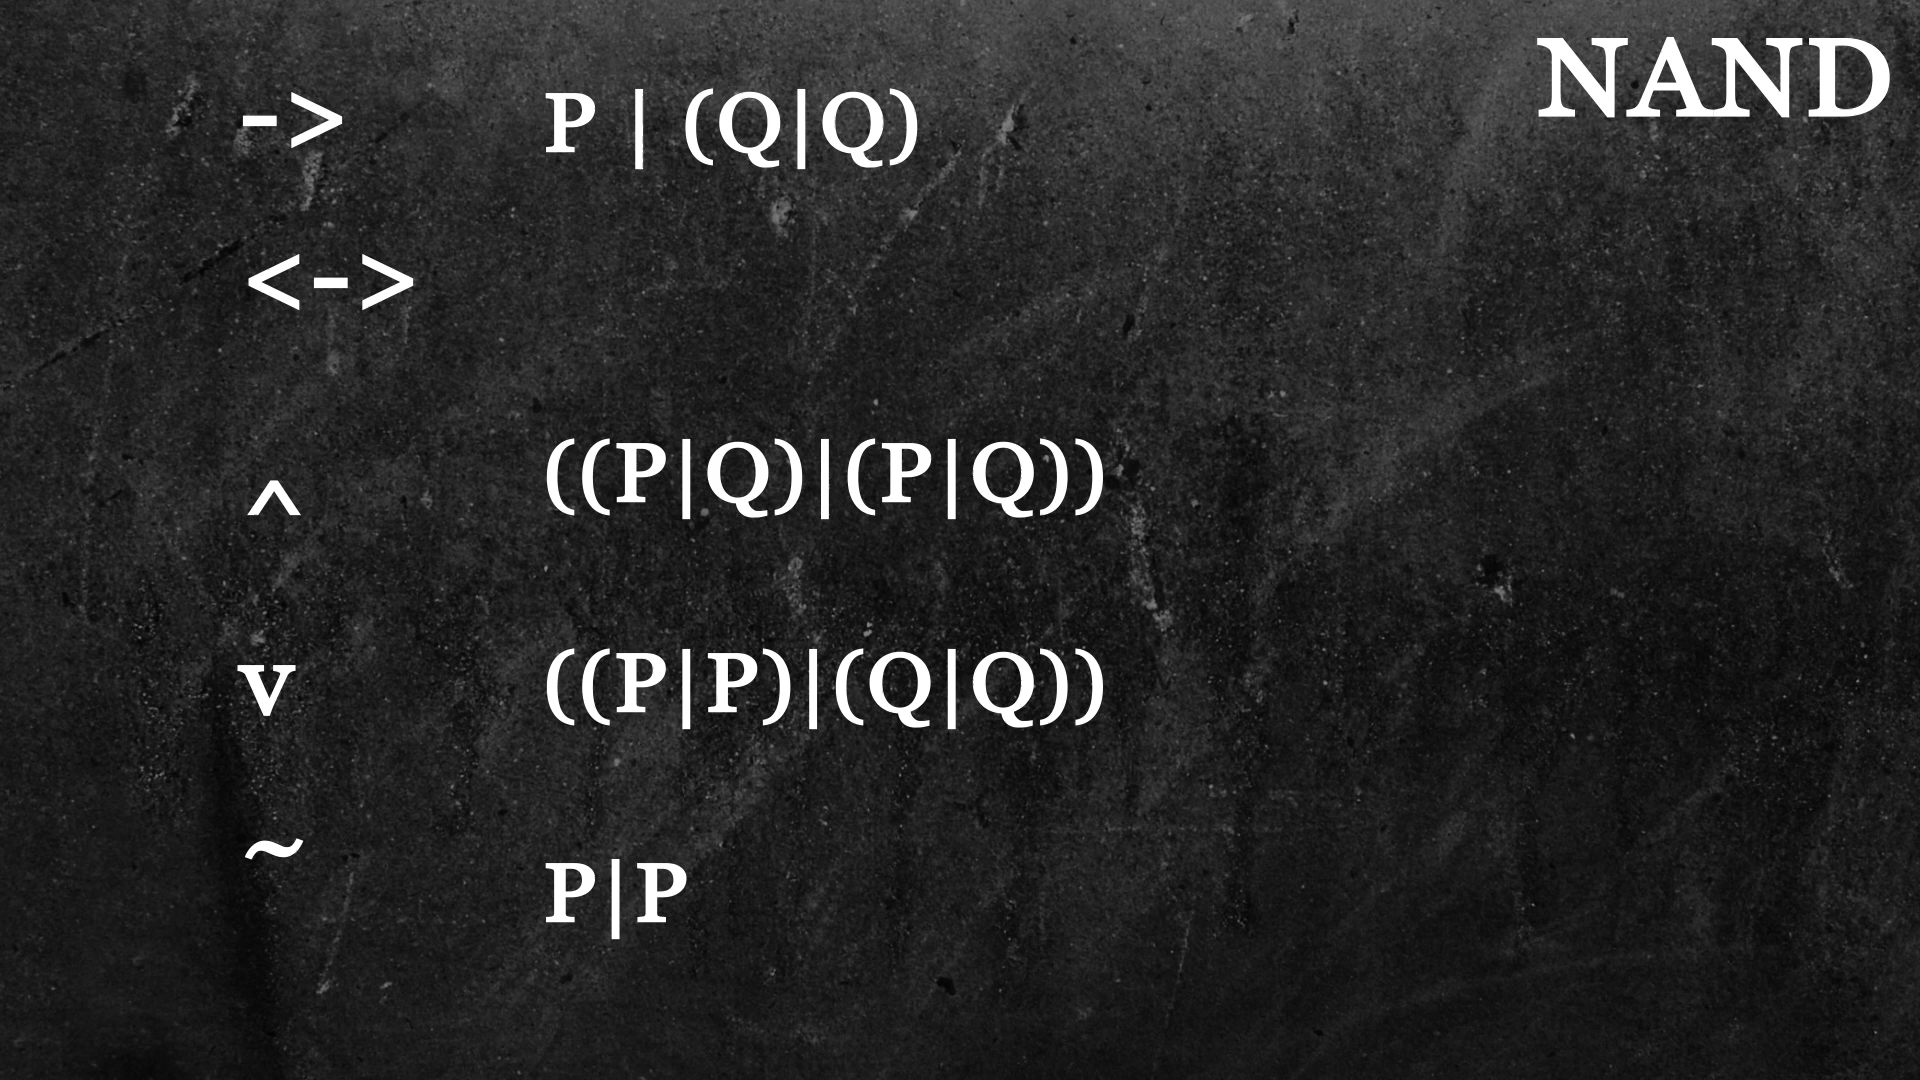 NAND
-> P | (Q|Q)
<->
^ ((P|Q)|(P|Q))
v ((P|P)|(Q|Q))
~ P|P